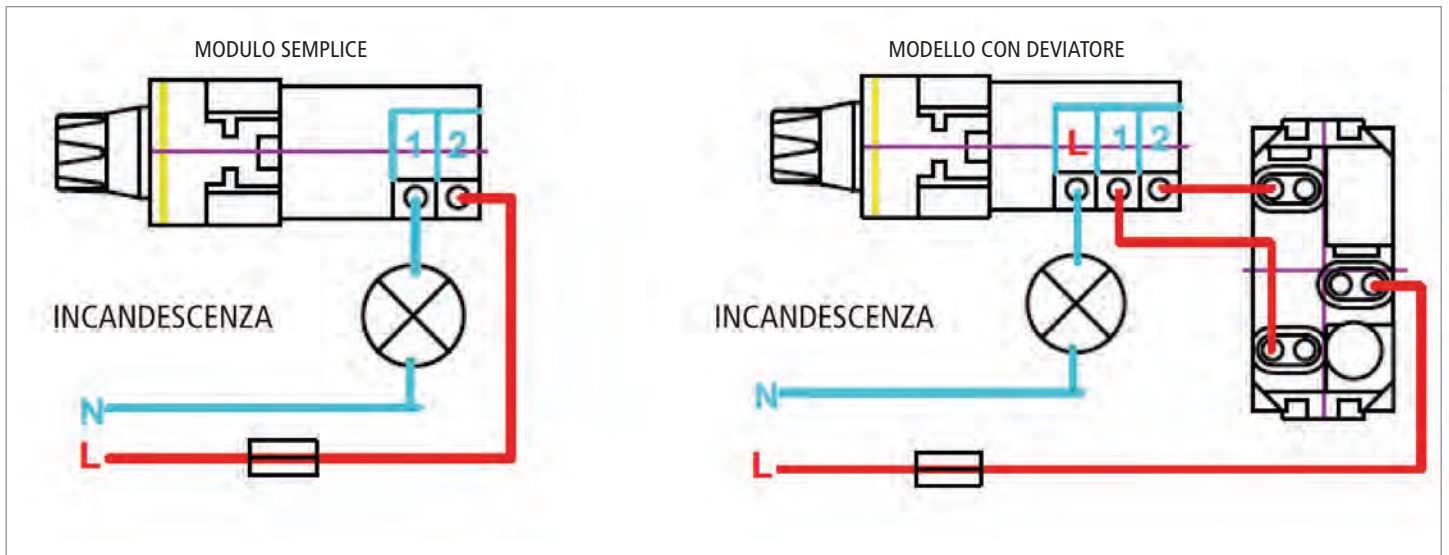 MODULO SEMPLICE
1 2
INCANDESCENZA
N
L
MODELLO CON DEVIATORE
L 1 2
INCANDESCENZA
N
L